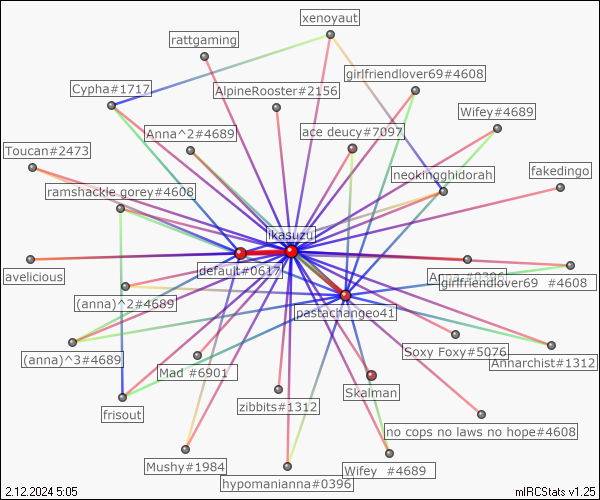 xenoyaut
rattgaming
girlfriendlover69#4608
Cypha#1717
AlpineRooster#2156
Wifey#4689
Anna^2#4689
ace deucy#7097
Toucan#2473
neokingghidorah
fakedingo
ramshackle gorey#4608
ikasuzu
default#0617
avelicious
Anna#0396
girlfriendlover69 #4608
(anna)^2#4689
pastachangeo41
(anna)^3#4689
Soxy Foxy#5076
Annarchist#1312
Mad #6901
Skalman
zibbits#1312
frisout
no cops no laws no hope#4608
Mushy#1984
hypomanianna#0396
Wifey #4689
2.12.2024 5:05
mIRCStats v1.25